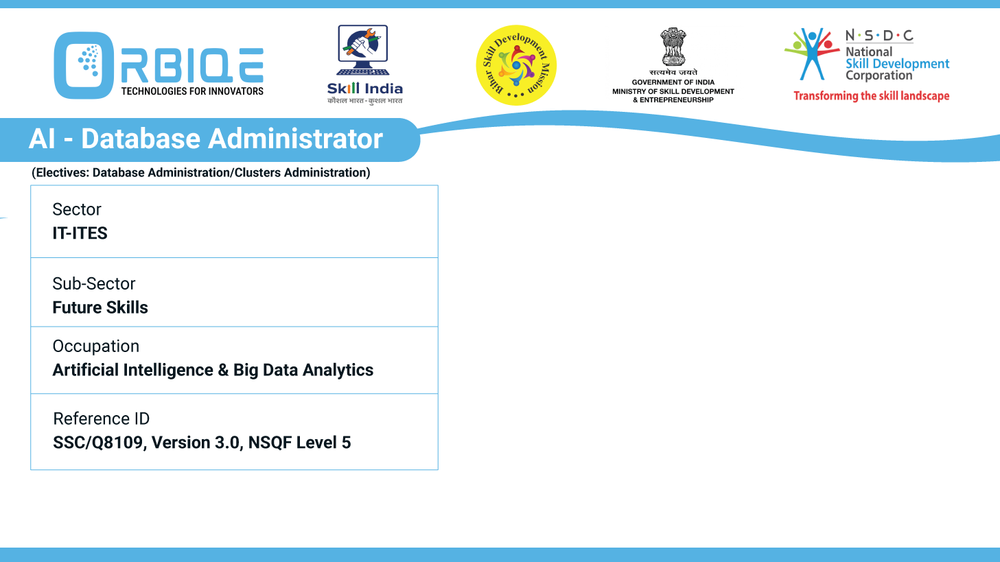 ORBIQE
TECHNOLOGIES FOR INNOVATORS
Skill India
कौशल भारत - कुशल भारत
Bihar Skill Development Mission
सत्यमेव जयते
GOVERNMENT OF INDIA
MINISTRY OF SKILL DEVELOPMENT
& ENTREPRENEURSHIP
N·S·D·C
National
Skill Development
Corporation
Transforming the skill landscape
AI - Database Administrator
(Electives: Database Administration/Clusters Administration)
Sector
IT-ITES
Sub-Sector
Future Skills
Occupation
Artificial Intelligence & Big Data Analytics
Reference ID
SSC/Q8109, Version 3.0, NSQF Level 5